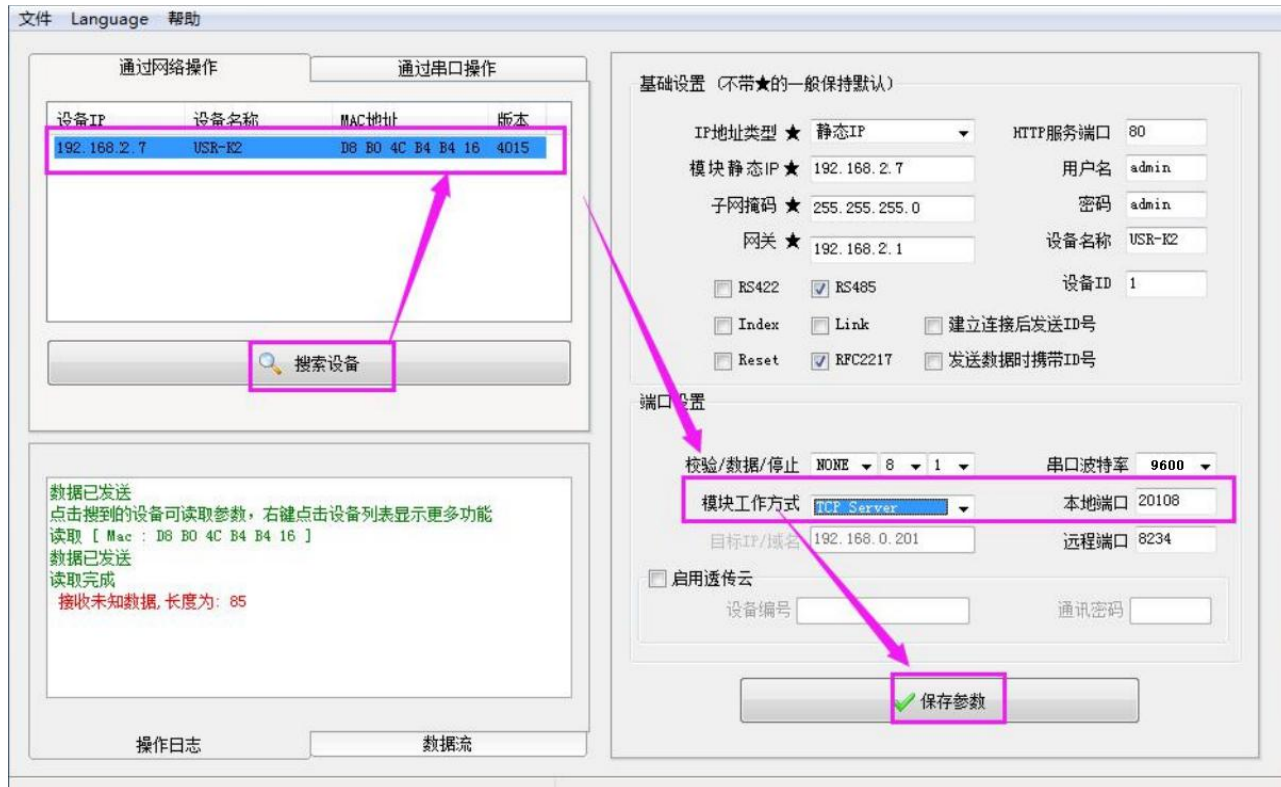 文件 Language 帮助
通过网络操作 通过串口操作
设备IP 设备名称 MAC地址 版本
192.168.2.7 USR-K2 D8 B0 4C B4 B4 16 4015
搜索设备
数据已发送
点击搜到的设备可读取参数，右键点击设备列表显示更多功能
读取 [ Mac : D8 B0 4C B4 B4 16 ]
数据已发送
读取完成
接收未知数据,长度为: 85
操作日志 数据流
基础设置 (不带★的一般保持默认)
IP地址类型 ★ 静态IP HTTP服务端口 80
模块静态IP ★ 192.168.2.7 用户名 admin
子网掩码 ★ 255.255.255.0 密码 admin
网关 ★ 192.168.2.1 设备名称 USR-K2
RS422 RS485 设备ID 1
Index Link 建立连接后发送ID号
Reset RFC2217 发送数据时携带ID号
端口设置
校验/数据/停止 NONE 8 1 串口波特率 9600
模块工作方式 TCP Server 本地端口 20108
目标IP/域名 192.168.0.201 远程端口 8234
启用透传云
设备编号 通讯密码
保存参数